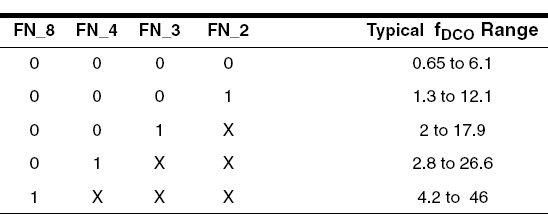 FN_8 FN_4 FN_3 FN_2 Typical fDCO Range
0 0 0 0 0.65 to 6.1
0 0 0 1 1.3 to 12.1
0 0 1 X 2 to 17.9
0 1 X X 2.8 to 26.6
1 X X X 4.2 to 46